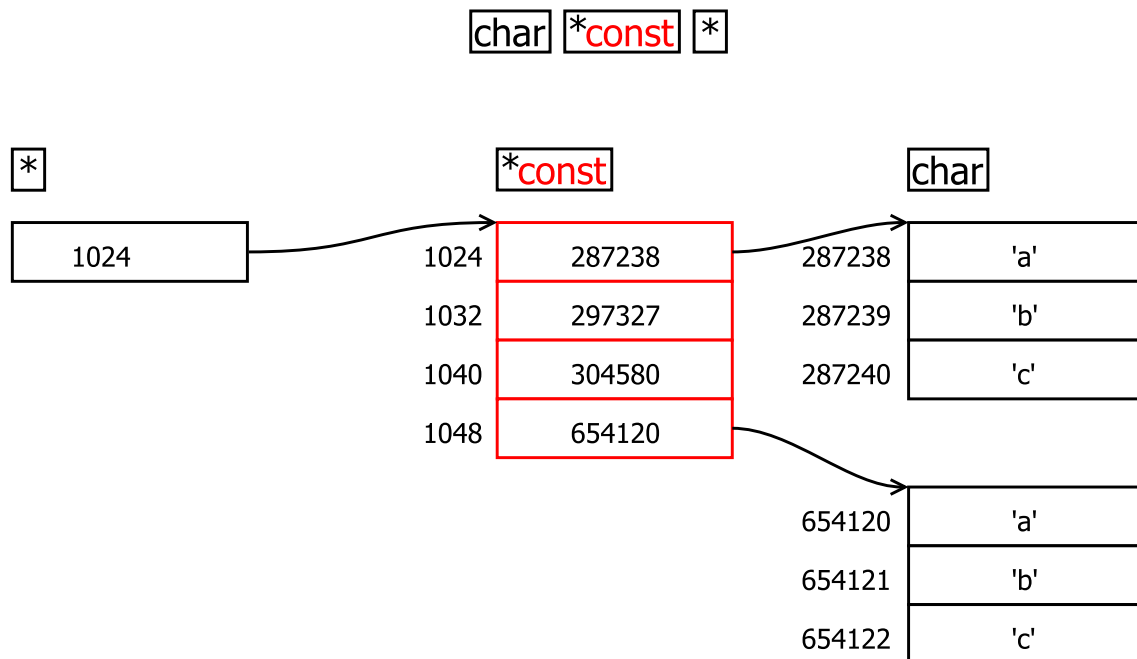 char *const *
* *const char
1024 1024 287238 287238 'a'
1032 297327 287239 'b'
1040 304580 287240 'c'
1048 654120
654120 'a'
654121 'b'
654122 'c'